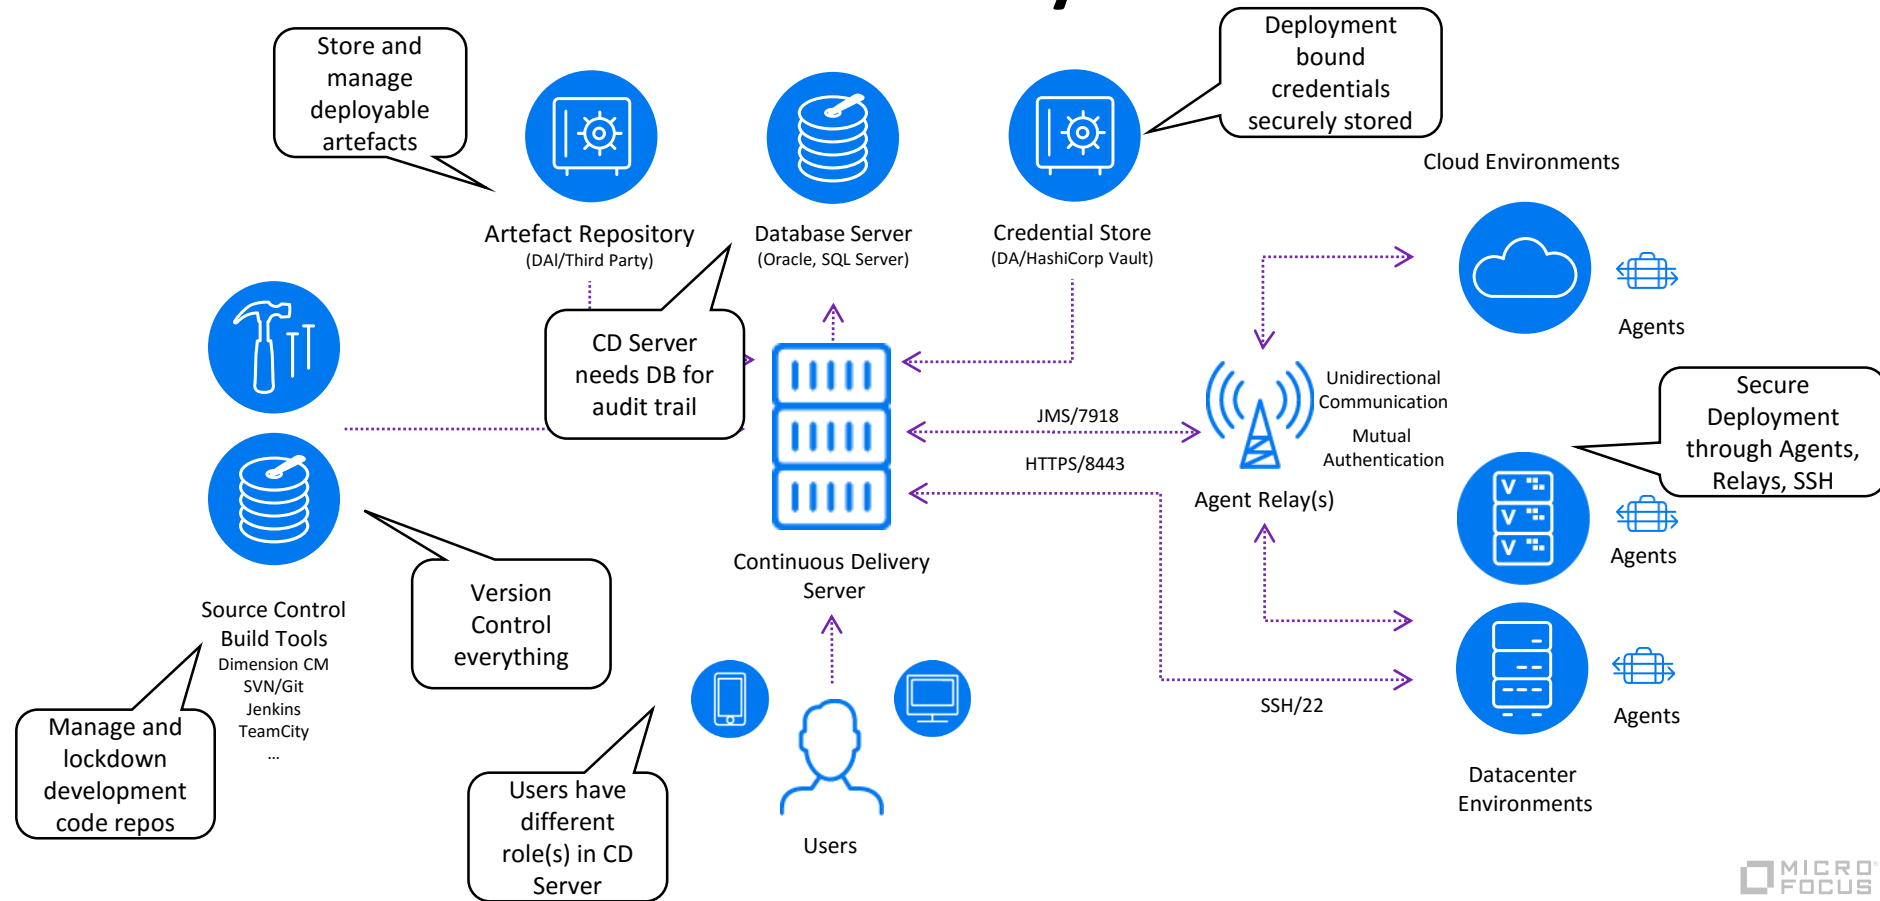 Store and
manage
deployable
artefacts
Deployment
bound
credentials
securely stored
Cloud Environments
Artefact Repository
(DAl/Third Party)
Database Server
(Oracle, SQL Server)
Credential Store
(DA/HashiCorp Vault)
Agents
CD Server
needs DB for
audit trail
Unidirectional
Communication
Mutual
Authentication
JMS/7918
HTTPS/8443
Agent Relay(s)
Secure
Deployment
through Agents,
Relays, SSH
V
V
V
Agents
Continuous Delivery
Server
Source Control
Build Tools
Dimension CM
SVN/Git
Jenkins
TeamCity
...
Version
Control
everything
Manage and
lockdown
development
code repos
Users have
different
role(s) in CD
Server
Users
SSH/22
Agents
Datacenter
Environments
MICRO
FOCUS